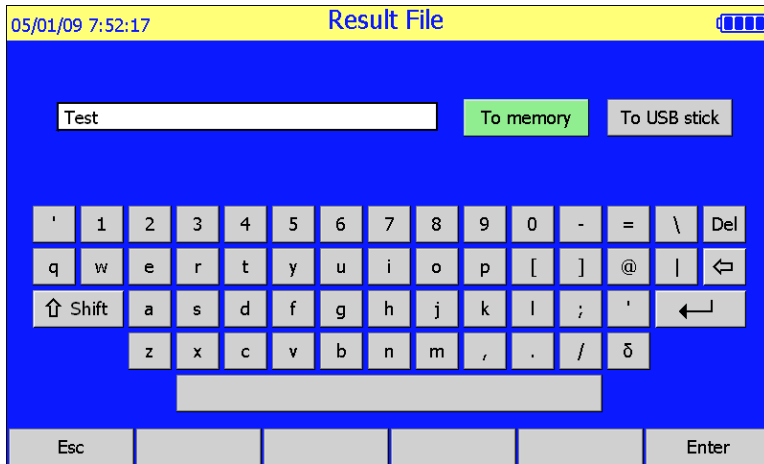 05/01/09 7:52:17 Result File
Test To memory To USB stick
' 1 2 3 4 5 6 7 8 9 0 - = \ Del
q w e r t y u i o p [ ] @ | ⇦
⇧ Shift a s d f g h j k l ; ' ↵
z x c v b n m , . / δ
Esc Enter